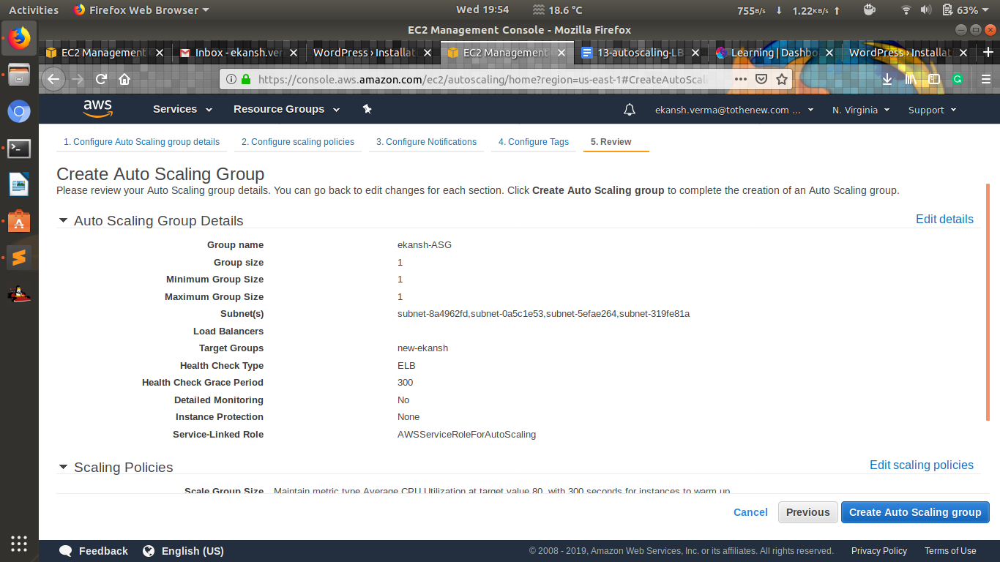 Activities Firefox Web Browser Wed 19:54 18.6 °C 755B/s 1.22KB/s 63%
EC2 Management Console - Mozilla Firefox
EC2 Management Inbox - ekansh.ver WordPress › Installat EC2 Management 13-autoscaling-LB Learning | Dashbo WordPress › Installat
https://console.aws.amazon.com/ec2/autoscaling/home?region=us-east-1#CreateAutoScal
aws Services Resource Groups ekansh.verma@tothenew.com ... N. Virginia Support
1. Configure Auto Scaling group details 2. Configure scaling policies 3. Configure Notifications 4. Configure Tags 5. Review
Create Auto Scaling Group
Please review your Auto Scaling group details. You can go back to edit changes for each section. Click Create Auto Scaling group to complete the creation of an Auto Scaling group.
Auto Scaling Group Details Edit details
Group name ekansh-ASG
Group size 1
Minimum Group Size 1
Maximum Group Size 1
Subnet(s) subnet-8a4962fd,subnet-0a5c1e53,subnet-5efae264,subnet-319fe81a
Load Balancers
Target Groups new-ekansh
Health Check Type ELB
Health Check Grace Period 300
Detailed Monitoring No
Instance Protection None
Service-Linked Role AWSServiceRoleForAutoScaling
Scaling Policies Edit scaling policies
Scale Group Size Maintain metric type Average CPU Utilization at target value 80, with 300 seconds for instances to warm up
Cancel Previous Create Auto Scaling group
Feedback English (US) © 2008 - 2019, Amazon Web Services, Inc. or its affiliates. All rights reserved. Privacy Policy Terms of Use